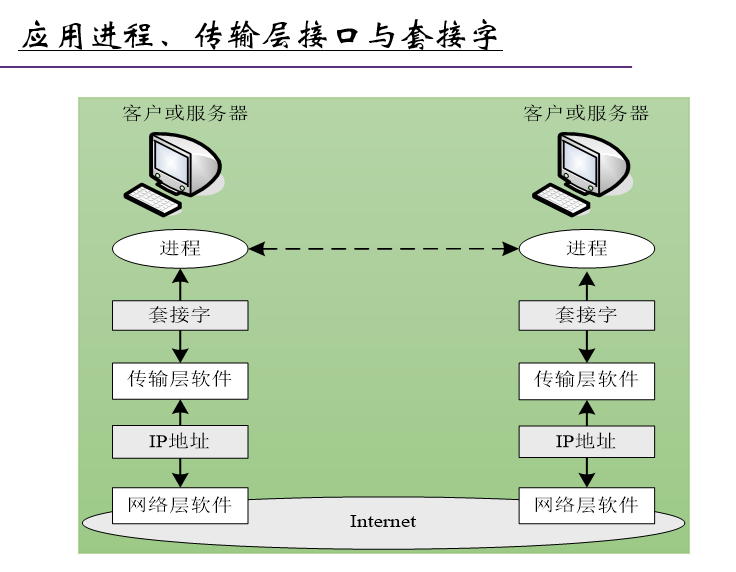 应用进程、传输层接口与套接字
客户或服务器
客户或服务器
进程
进程
套接字
套接字
传输层软件
传输层软件
IP地址
IP地址
网络层软件
网络层软件
Internet